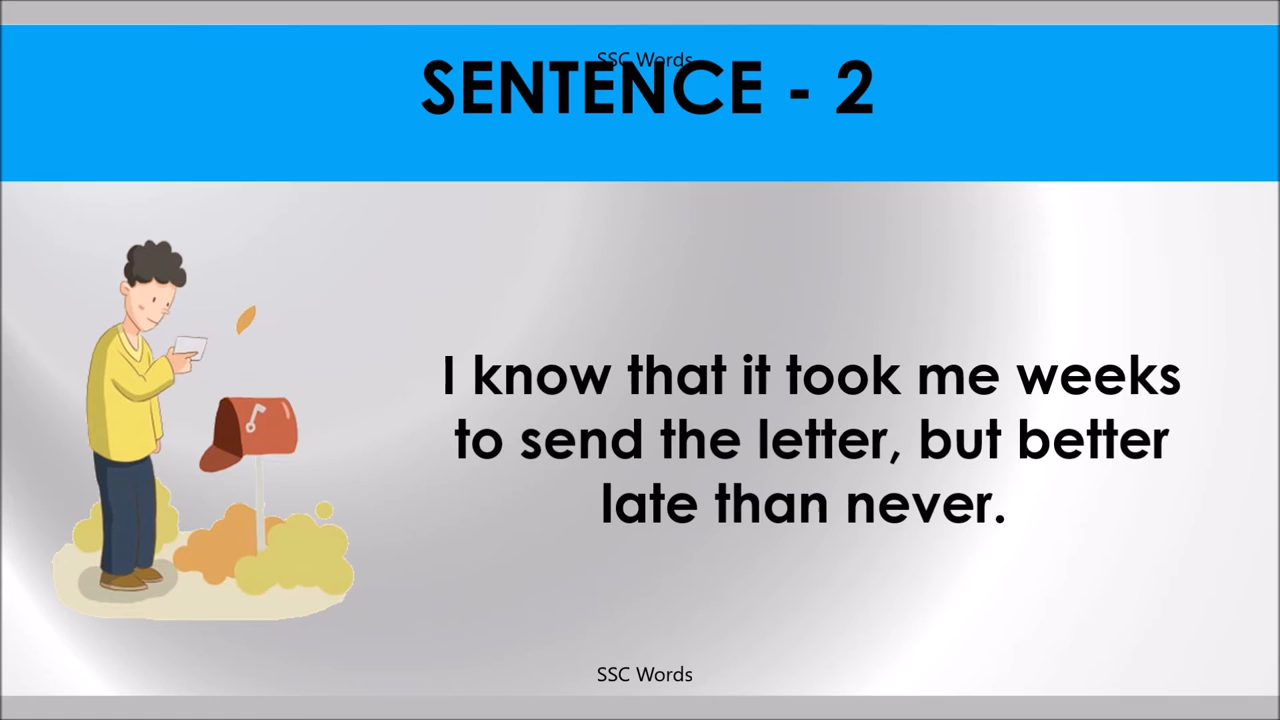 SSC Words
SENTENCE - 2
I know that it took me weeks
to send the letter, but better
late than never.
SSC Words